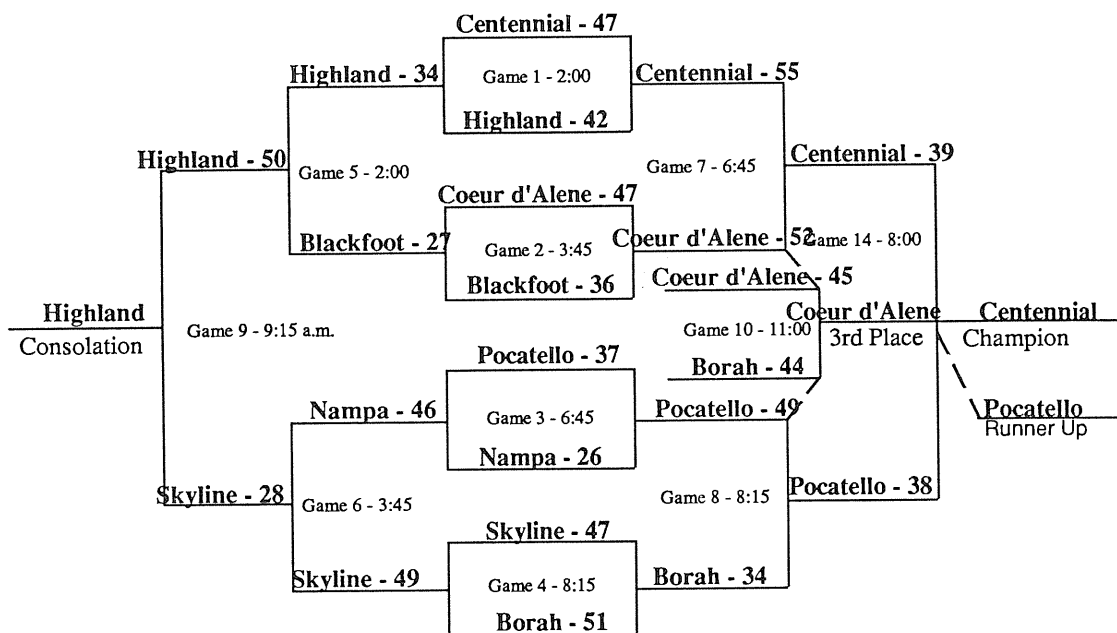 Centennial - 47
Highland - 34
Game 1 - 2:00
Centennial - 55
Highland - 42
Highland - 50
Game 5 - 2:00
Game 7 - 6:45
Centennial - 39
Coeur d'Alene - 47
Blackfoot - 27
Game 2 - 3:45
Coeur d'Alene - 52
Game 14 - 8:00
Blackfoot - 36
Coeur d'Alene - 45
Highland
Consolation
Game 9 - 9:15 a.m.
Game 10 - 11:00
Coeur d'Alene
3rd Place
Centennial
Champion
Pocatello - 37
Borah - 44
Nampa - 46
Game 3 - 6:45
Pocatello - 49
Pocatello
Runner Up
Nampa - 26
Skyline - 28
Game 6 - 3:45
Game 8 - 8:15
Pocatello - 38
Skyline - 47
Skyline - 49
Game 4 - 8:15
Borah - 34
Borah - 51